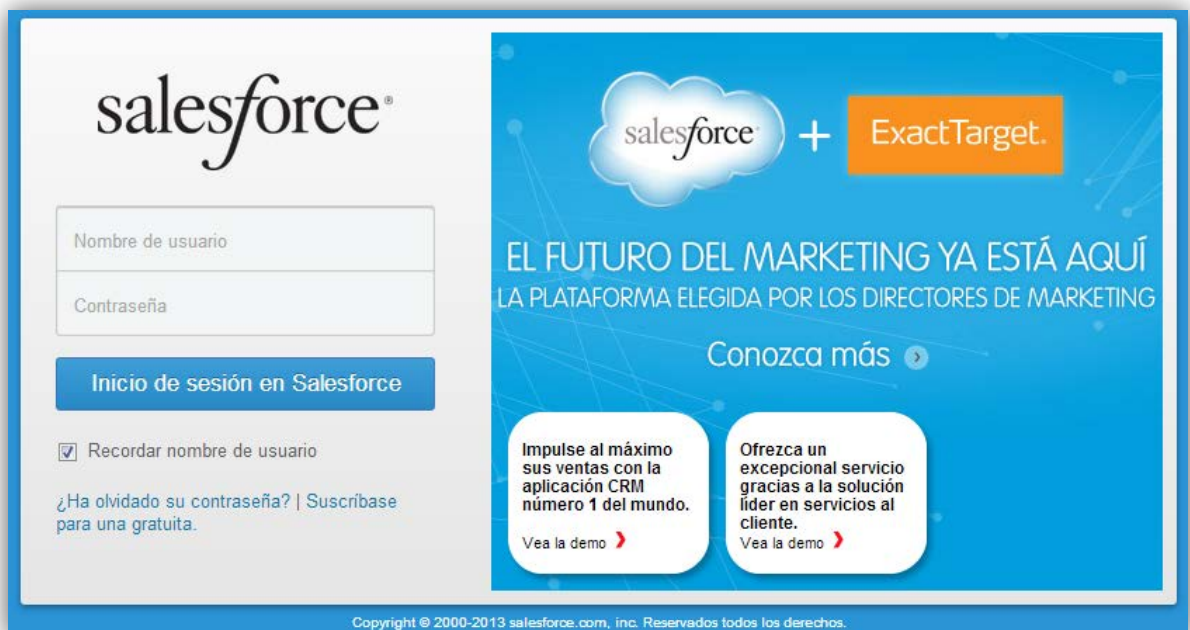 salesforce®
Nombre de usuario
Contraseña
Inicio de sesión en Salesforce
Recordar nombre de usuario
¿Ha olvidado su contraseña? | Suscríbase
para una gratuita.
salesforce
+
ExactTarget.
EL FUTURO DEL MARKETING YA ESTÁ AQUÍ
LA PLATAFORMA ELEGIDA POR LOS DIRECTORES DE MARKETING
Conozca más
Impulse al máximo
sus ventas con la
aplicación CRM
número 1 del mundo.
Vea la demo
Ofrezca un
excepcional servicio
gracias a la solución
líder en servicios al
cliente.
Vea la demo
Copyright © 2000-2013 salesforce.com, inc. Reservados todos los derechos.